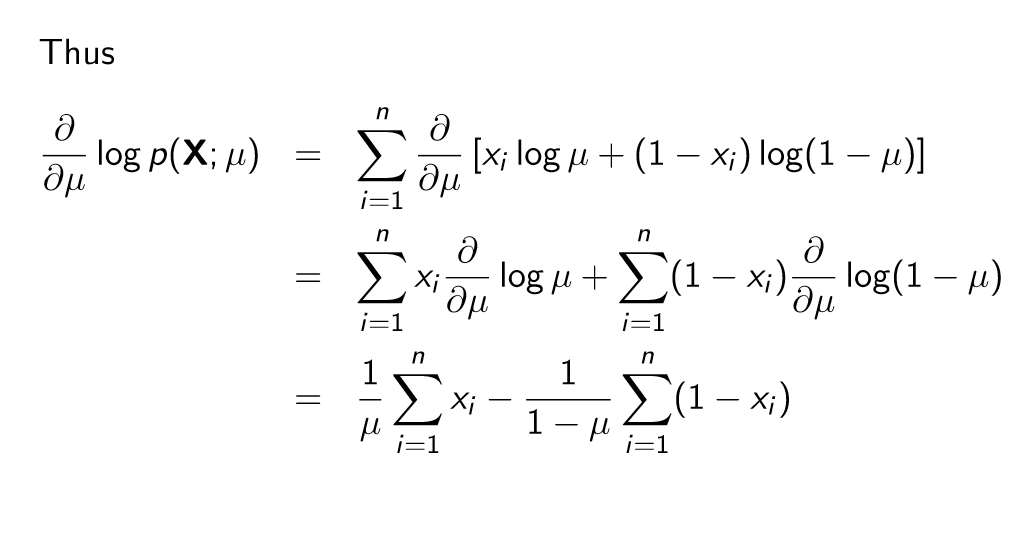 Thus
∂/∂μ log p(𝐗; μ) = ∑_{i=1}^{n} ∂/∂μ [x_i log μ + (1 − x_i) log(1 − μ)]
= ∑_{i=1}^{n} x_i ∂/∂μ log μ + ∑_{i=1}^{n} (1 − x_i) ∂/∂μ log(1 − μ)
= 1/μ ∑_{i=1}^{n} x_i − 1/(1 − μ) ∑_{i=1}^{n} (1 − x_i)